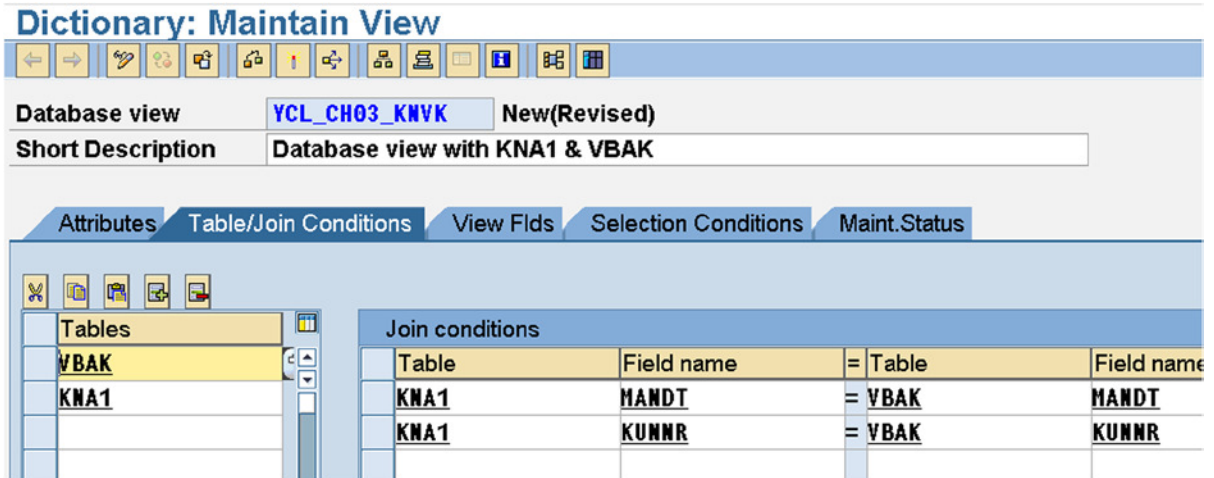 Dictionary: Maintain View
Database view YCL_CH03_KNVK New(Revised)
Short Description Database view with KNA1 & VBAK
Attributes Table/Join Conditions View Flds Selection Conditions Maint.Status
Tables Join conditions
Table Field name = Table Field name
VBAK
KNA1 MANDT = VBAK MANDT
KNA1
KNA1 KUNNR = VBAK KUNNR